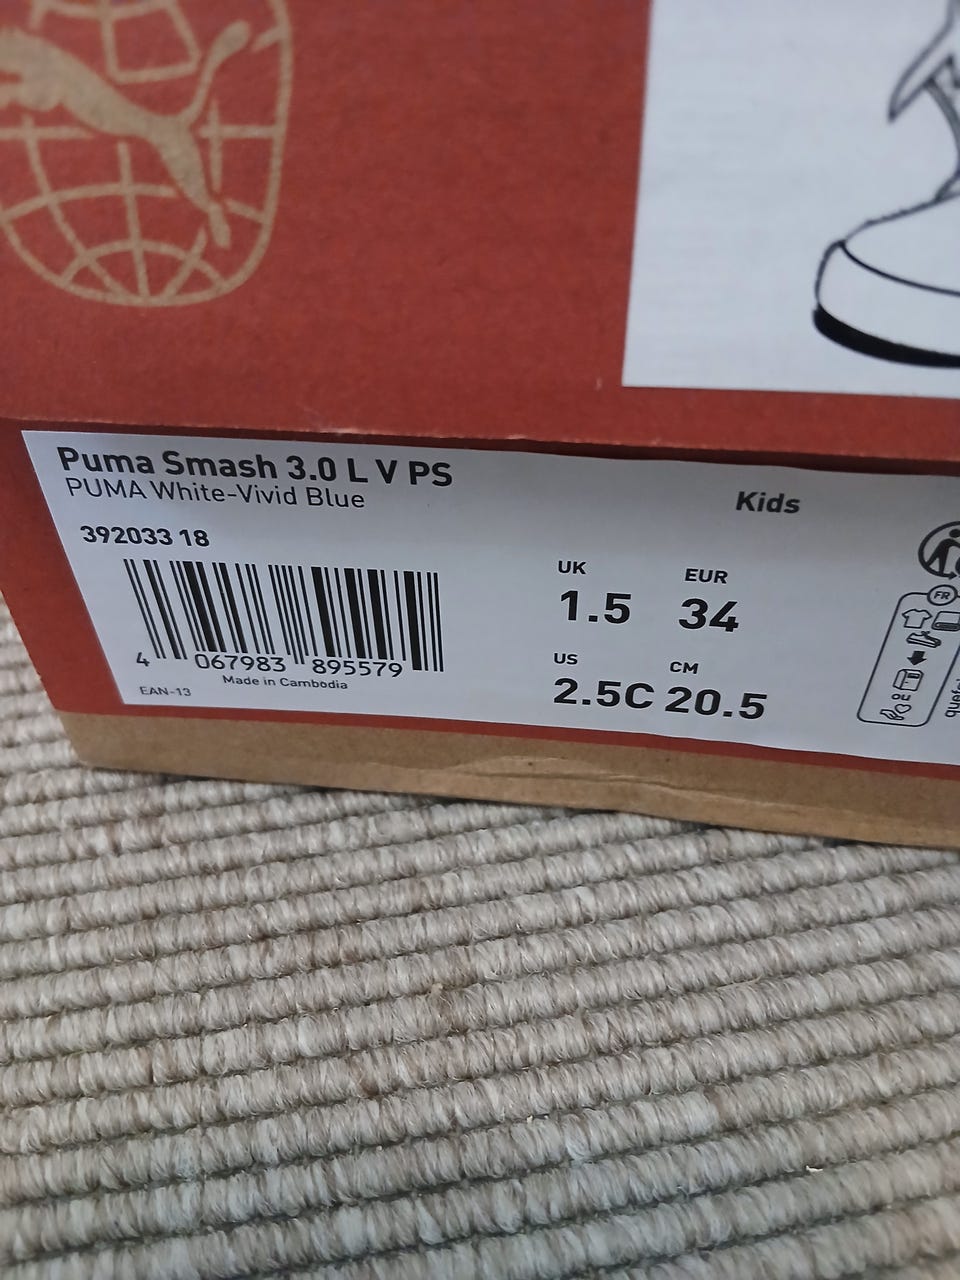 Puma Smash 3.0 L V PS
PUMA White-Vivid Blue
Kids
392033 18
UK
EUR
1.5
34
US
CM
2.5C
20.5
4 067983 895579
Made in Cambodia
EAN-13
FR